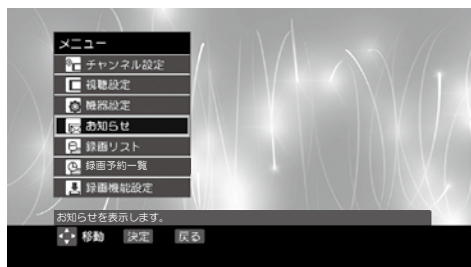 メニュー
チャンネル設定
視聴設定
機器設定
お知らせ
録画リスト
録画予約一覧
録画機能設定
お知らせを表示します。
移動 決定 戻る